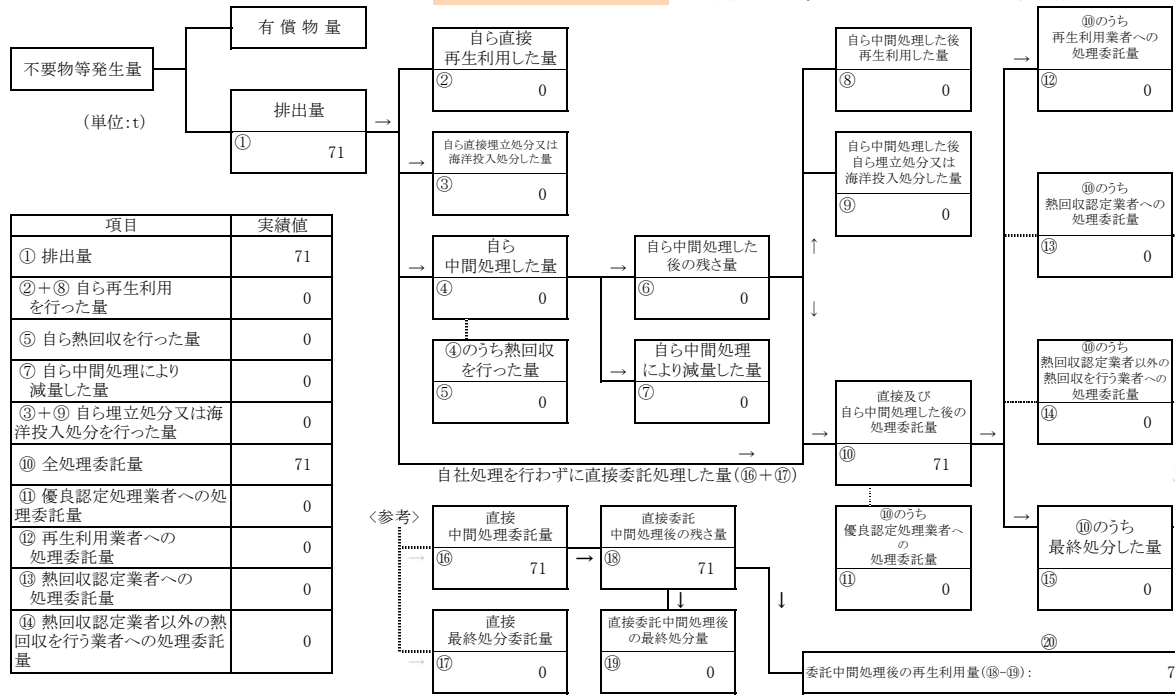 有 償 物 量
不要物等発生量
(単位:t)
排出量
①
71
→
自ら直接
再生利用した量
②
0
→
自ら直接埋立処分又は
海洋投入処分した量
③
0
→
自ら
中間処理した量
④
0
④のうち熱回収
を行った量
⑤
0
→
自ら中間処理した
後の残さ量
⑥
0
→
自ら中間処理
により減量した量
⑦
0
自ら中間処理した後
再生利用した量
⑧
0
自ら中間処理した後
自ら埋立処分又は
海洋投入処分した量
⑨
0
↑
↓
→
直接及び
自ら中間処理した後の
処理委託量
⑩
71
→
⑩のうち
優良認定処理業者へ
の
処理委託量
⑪
0
→
⑩のうち
再生利用業者への
処理委託量
⑫
0
⑩のうち
熱回収認定業者への
処理委託量
⑬
0
⑩のうち
熱回収認定業者以外の
熱回収を行う業者への
処理委託量
⑭
0
→
⑩のうち
最終処分した量
⑮
0
→
自社処理を行わずに直接委託処理した量(⑯+⑰)
〈参考〉
→
直接
中間処理委託量
⑯
71
→
直接委託
中間処理後の残さ量
⑱
71
↓
↓
→
直接
最終処分委託量
⑰
0
直接委託中間処理後
の最終処分量
⑲
0
⑳
委託中間処理後の再生利用量(⑱-⑲):
項目 実績値
① 排出量 71
②+⑧ 自ら再生利用
を行った量 0
⑤ 自ら熱回収を行った量 0
⑦ 自ら中間処理により
減量した量 0
③+⑨ 自ら埋立処分又は海
洋投入処分を行った量 0
⑩ 全処理委託量 71
⑪ 優良認定処理業者への処
理委託量 0
⑫ 再生利用業者への
処理委託量 0
⑬ 熱回収認定業者への
処理委託量 0
⑭ 熱回収認定業者以外の熱
回収を行う業者への処理委託
量 0